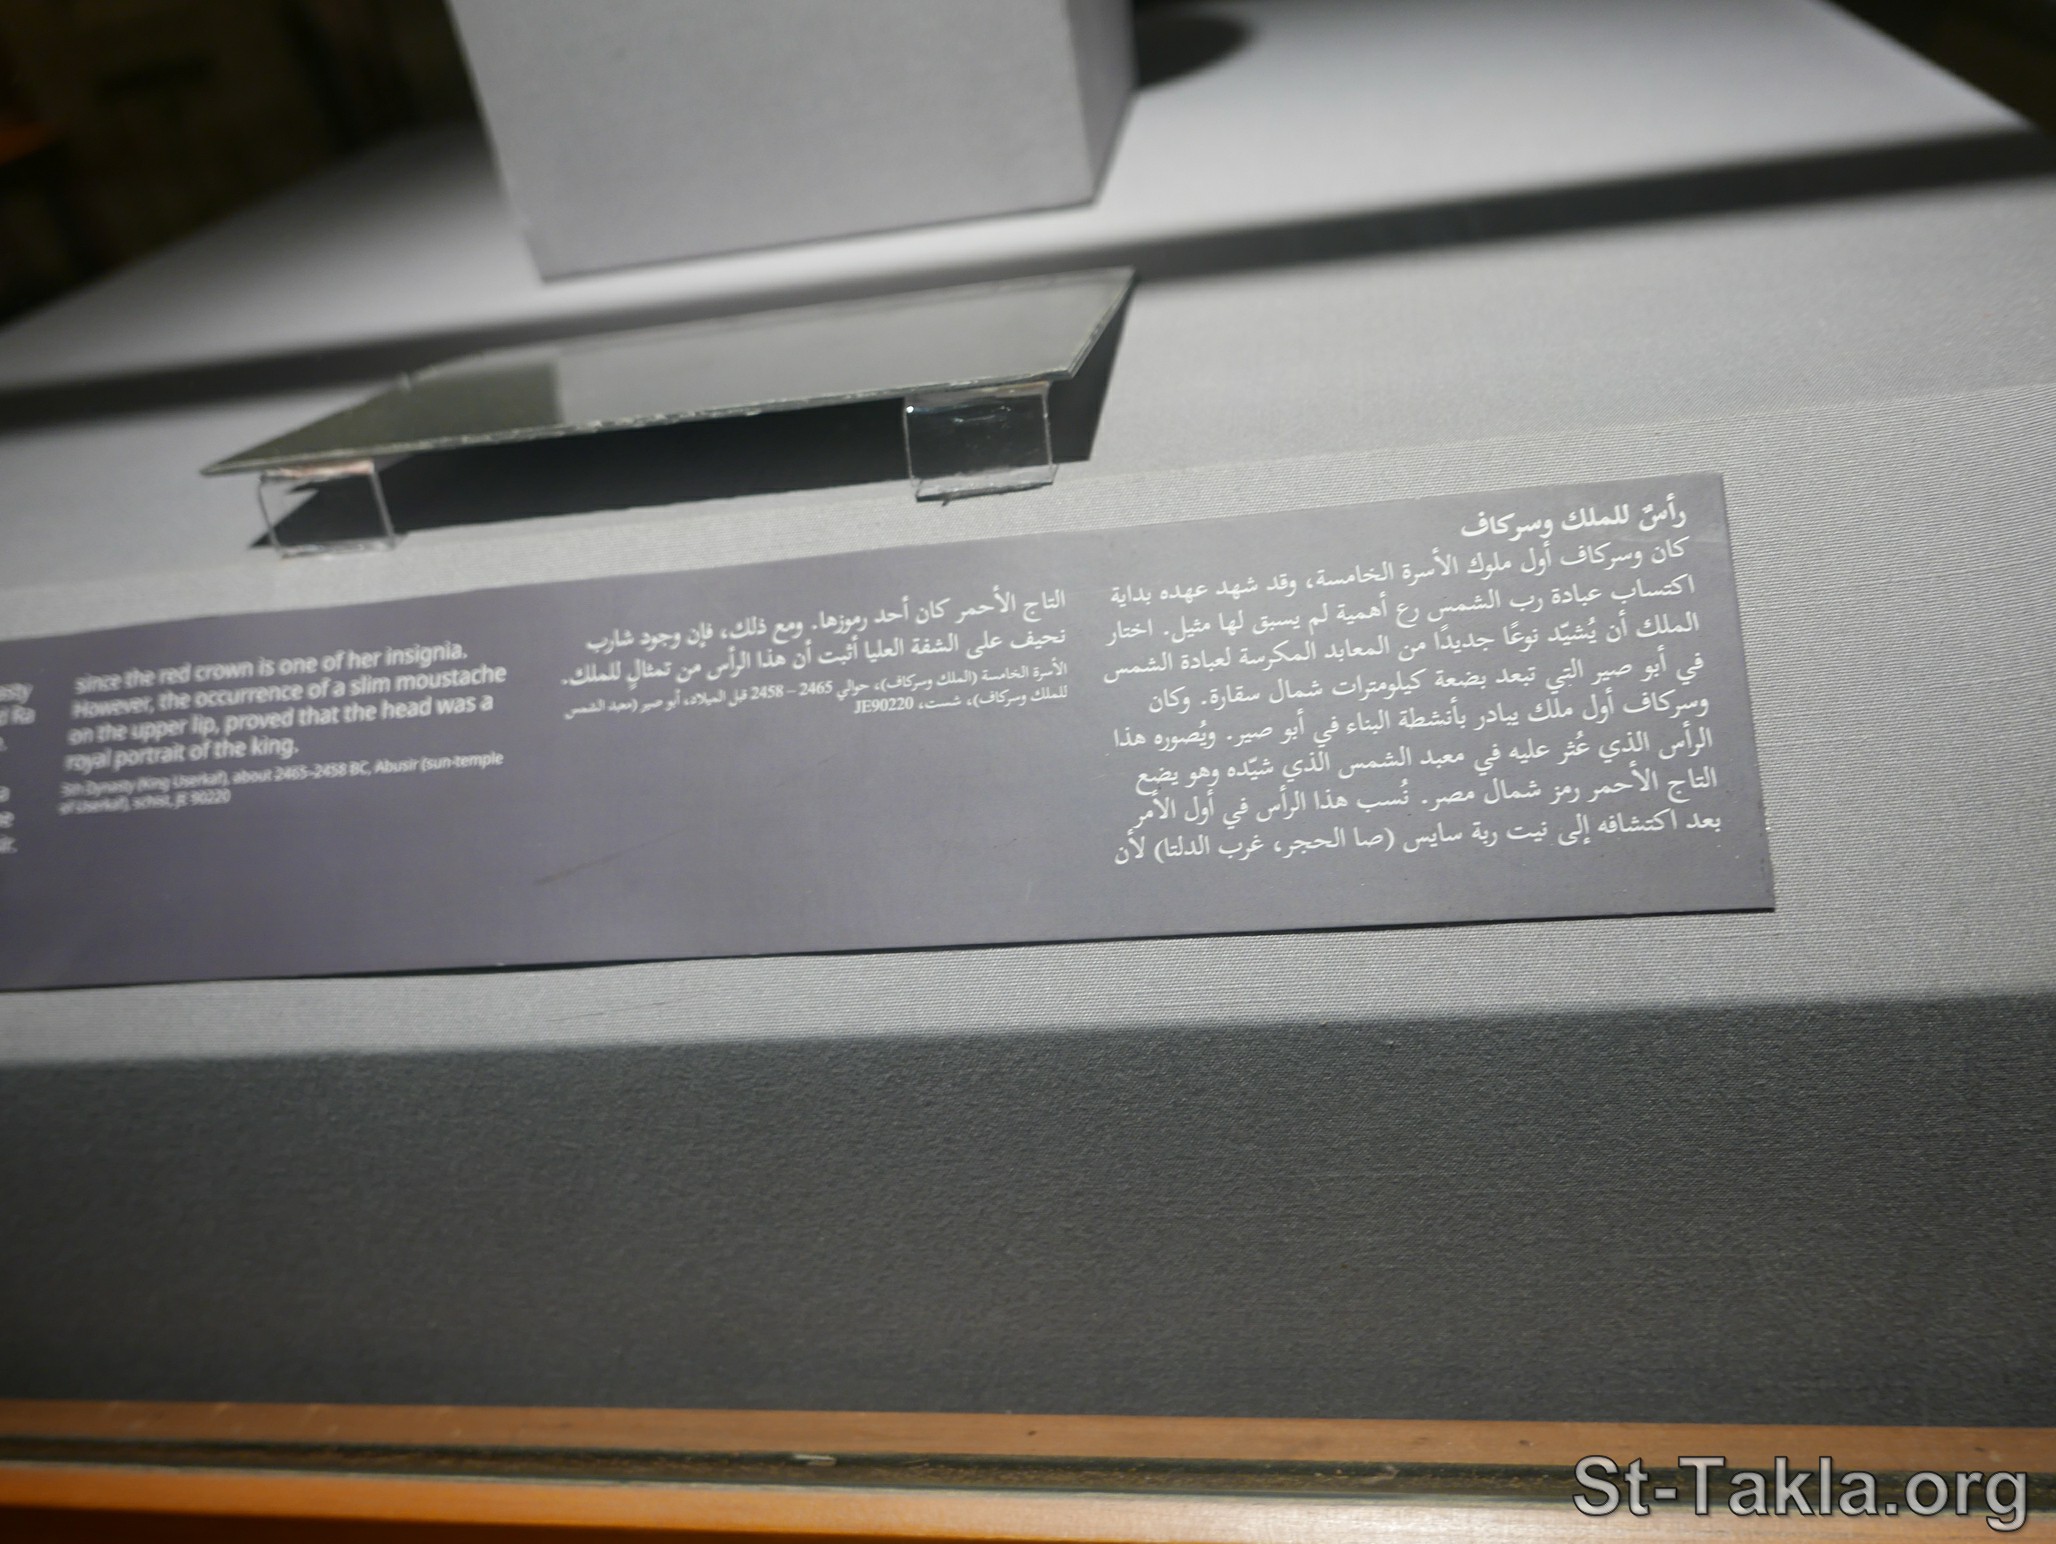 رأسٌ للملك وسركاف
كان وسركاف أول ملوك الأسرة الخامسة، وقد شهد عهده بداية
اكتساب عبادة رب الشمس رع أهمية لم يسبق لها مثيل. اختار
الملك أن يُشيّد نوعًا جديدًا من المعابد المكرسة لعبادة الشمس
في أبو صير التي تبعد بضعة كيلومترات شمال سقارة. وكان
وسركاف أول ملك يبادر بأنشطة البناء في أبو صير. ويُصوره هذا
الرأس الذي عُثر عليه في معبد الشمس الذي شيّده وهو يضع
التاج الأحمر رمز شمال مصر. نُسب هذا الرأس في أول الأمر
بعد اكتشافه إلى نيت ربة سايس (صا الحجر، غرب الدلتا) لأن
التاج الأحمر كان أحد رموزها. ومع ذلك، فإن وجود شارب
نحيف على الشفة العليا أثبت أن هذا الرأس من تمثالٍ للملك.
الأسرة الخامسة (الملك وسركاف)، حوالي 2465 – 2458 قبل الميلاد، أبو صير (معبد الشمس
للملك وسركاف)، شست، JE90220
since the red crown is one of her insignia.
However, the occurrence of a slim moustache
on the upper lip, proved that the head was a
royal portrait of the king.
5th Dynasty (King Userkaf), about 2465–2458 BC, Abusir (sun-temple
of Userkaf), schist, JE 90220
St-Takla.org